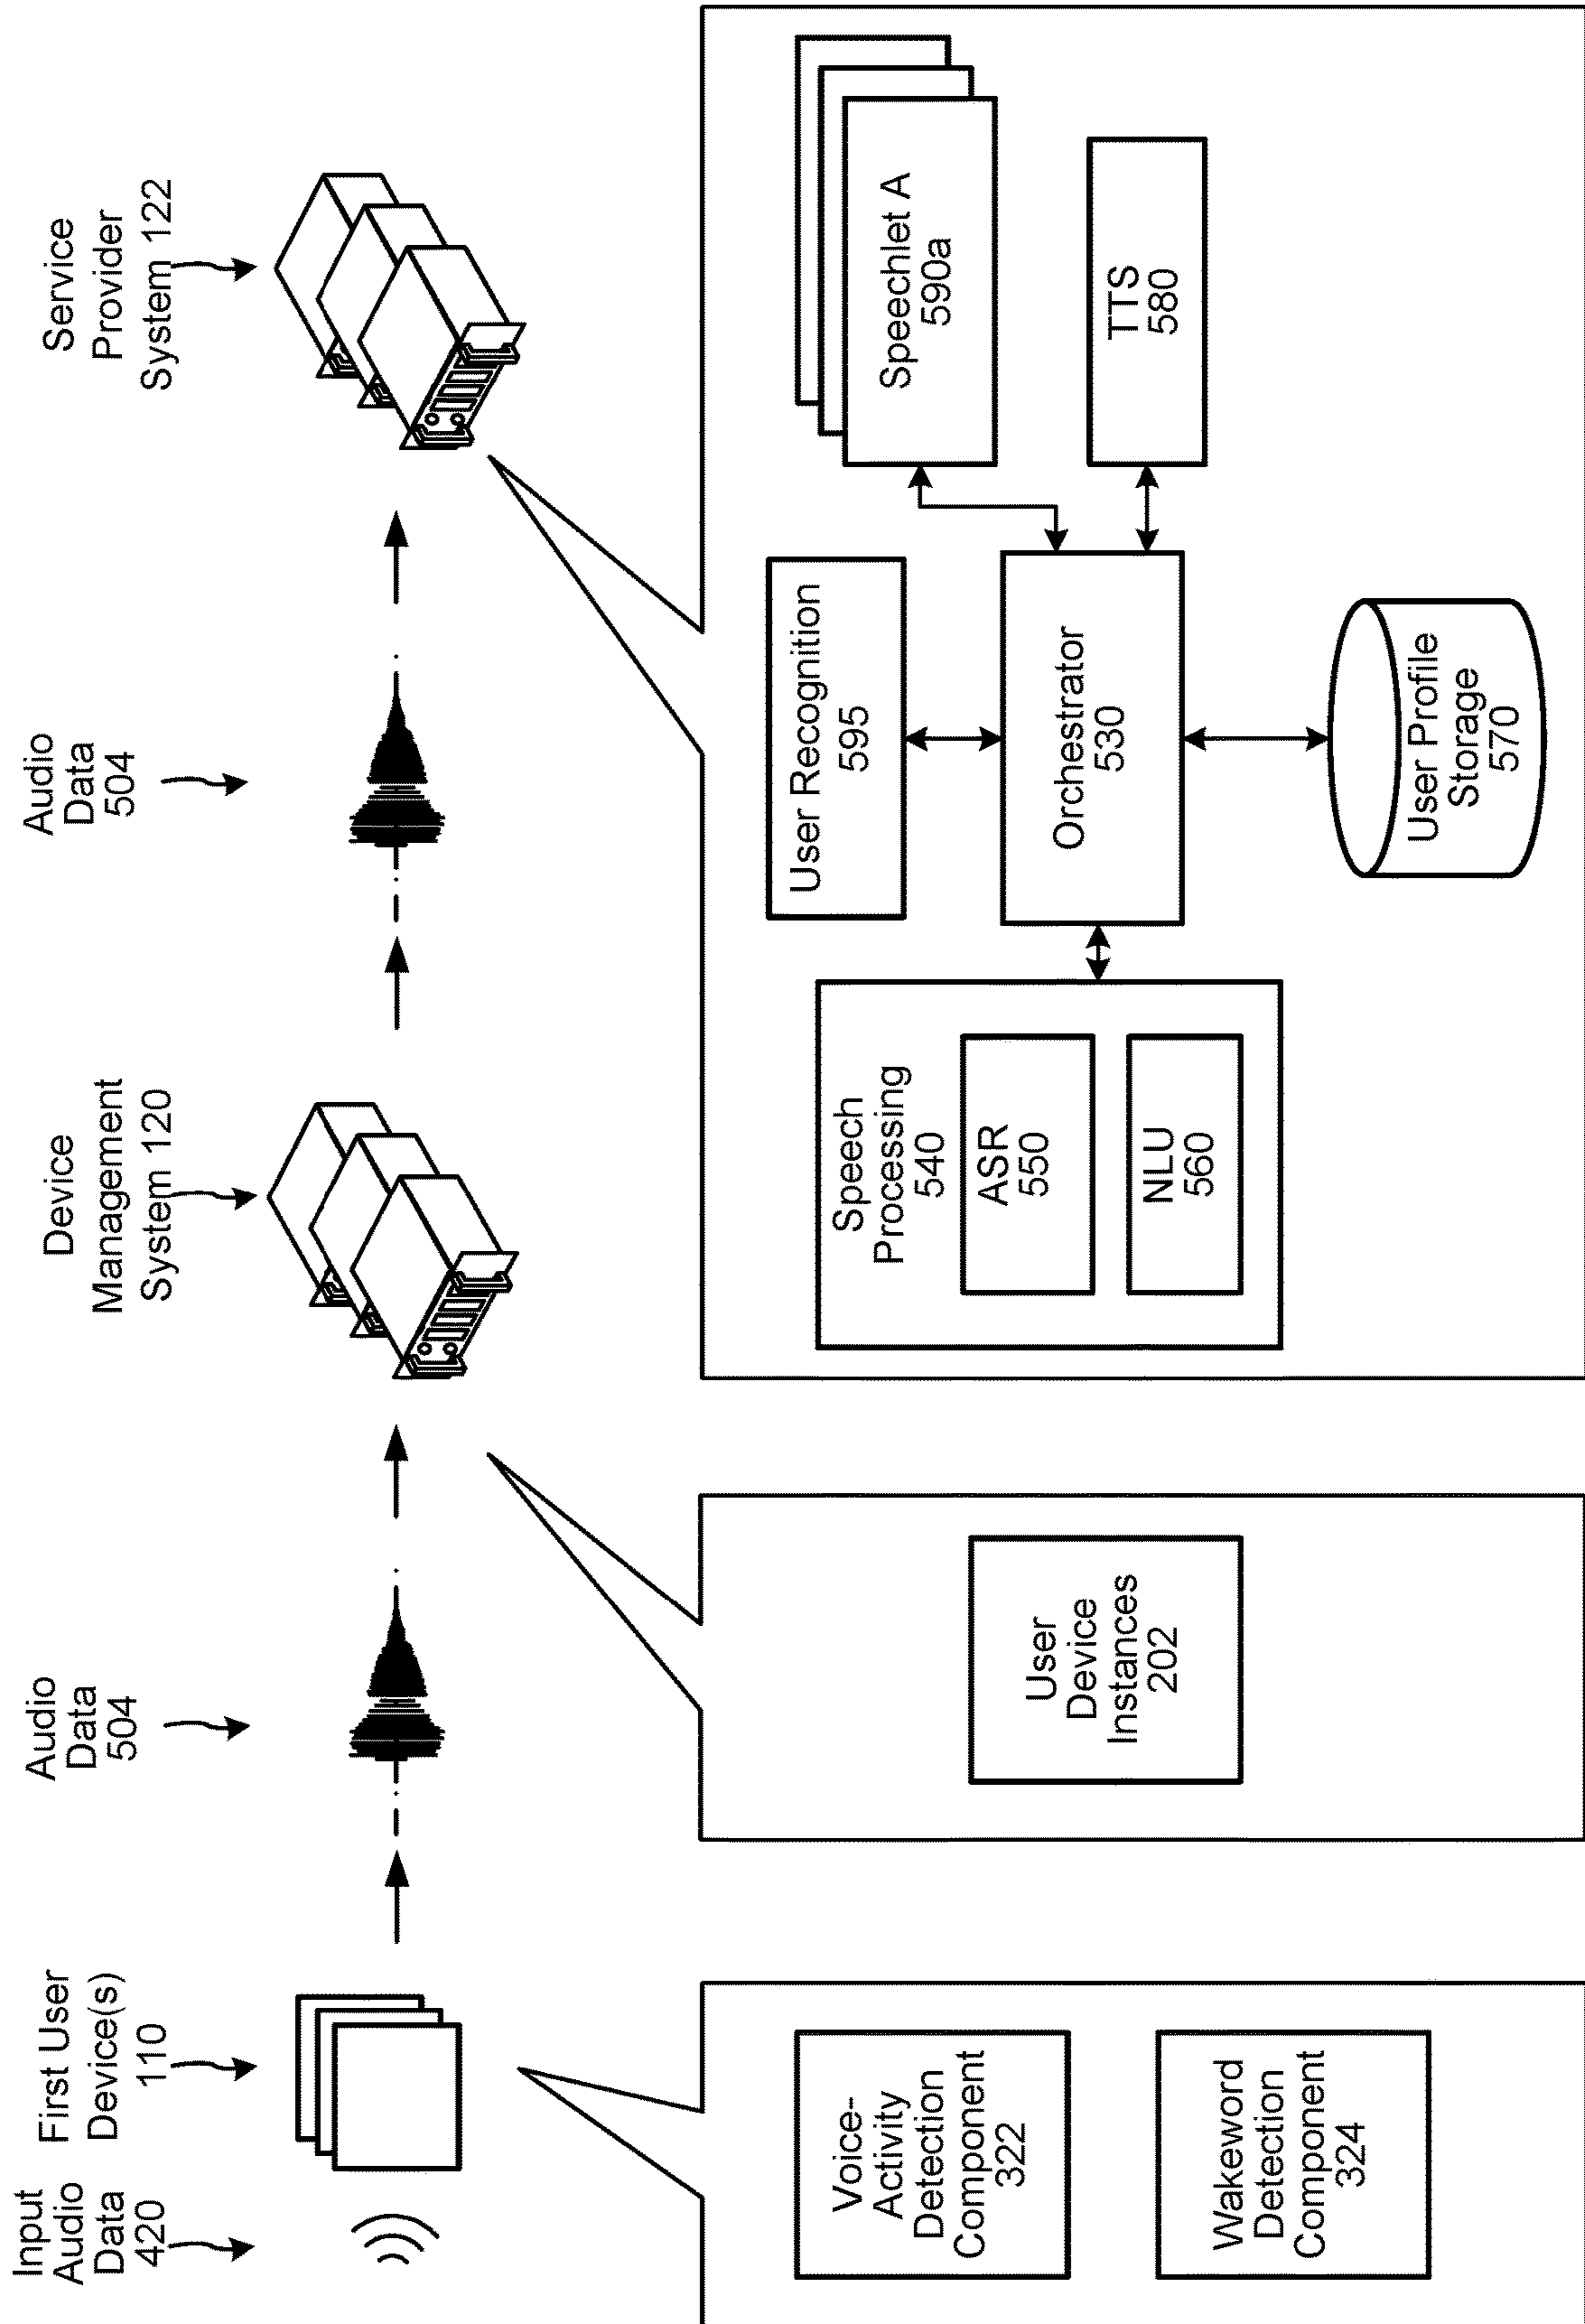 Input
Audio
Data
420
First User
Device(s)
110
Audio
Data
504
Device
Management
System 120
Audio
Data
504
Service
Provider
System 122
Voice-
Activity
Detection
Component
322
Wakeword
Detection
Component
324
User
Device
Instances
202
Speech
Processing
540
ASR
550
NLU
560
User Recognition
595
Orchestrator
530
User Profile
Storage
570
Speechlet A
590a
TTS
580